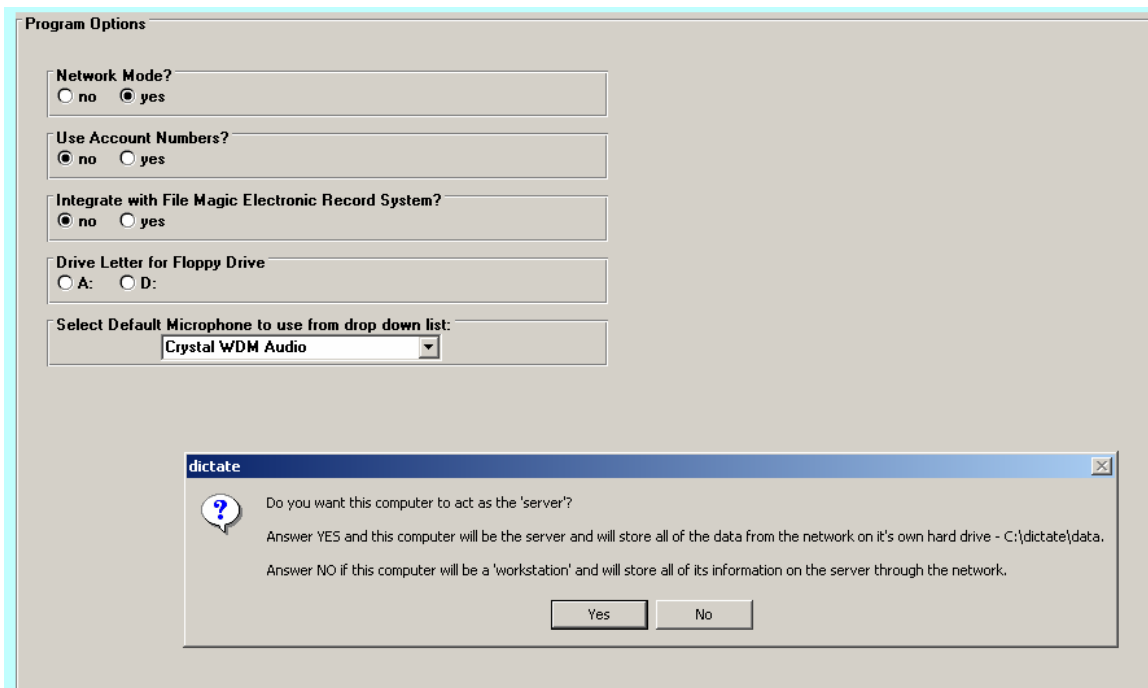 Program Options
Network Mode?
no yes
Use Account Numbers?
no yes
Integrate with File Magic Electronic Record System?
no yes
Drive Letter for Floppy Drive
A: D:
Select Default Microphone to use from drop down list:
Crystal WDM Audio
dictate
?
Do you want this computer to act as the 'server'?
Answer YES and this computer will be the server and will store all of the data from the network on it's own hard drive - C:\dictate\data.
Answer NO if this computer will be a 'workstation' and will store all of its information on the server through the network.
Yes No